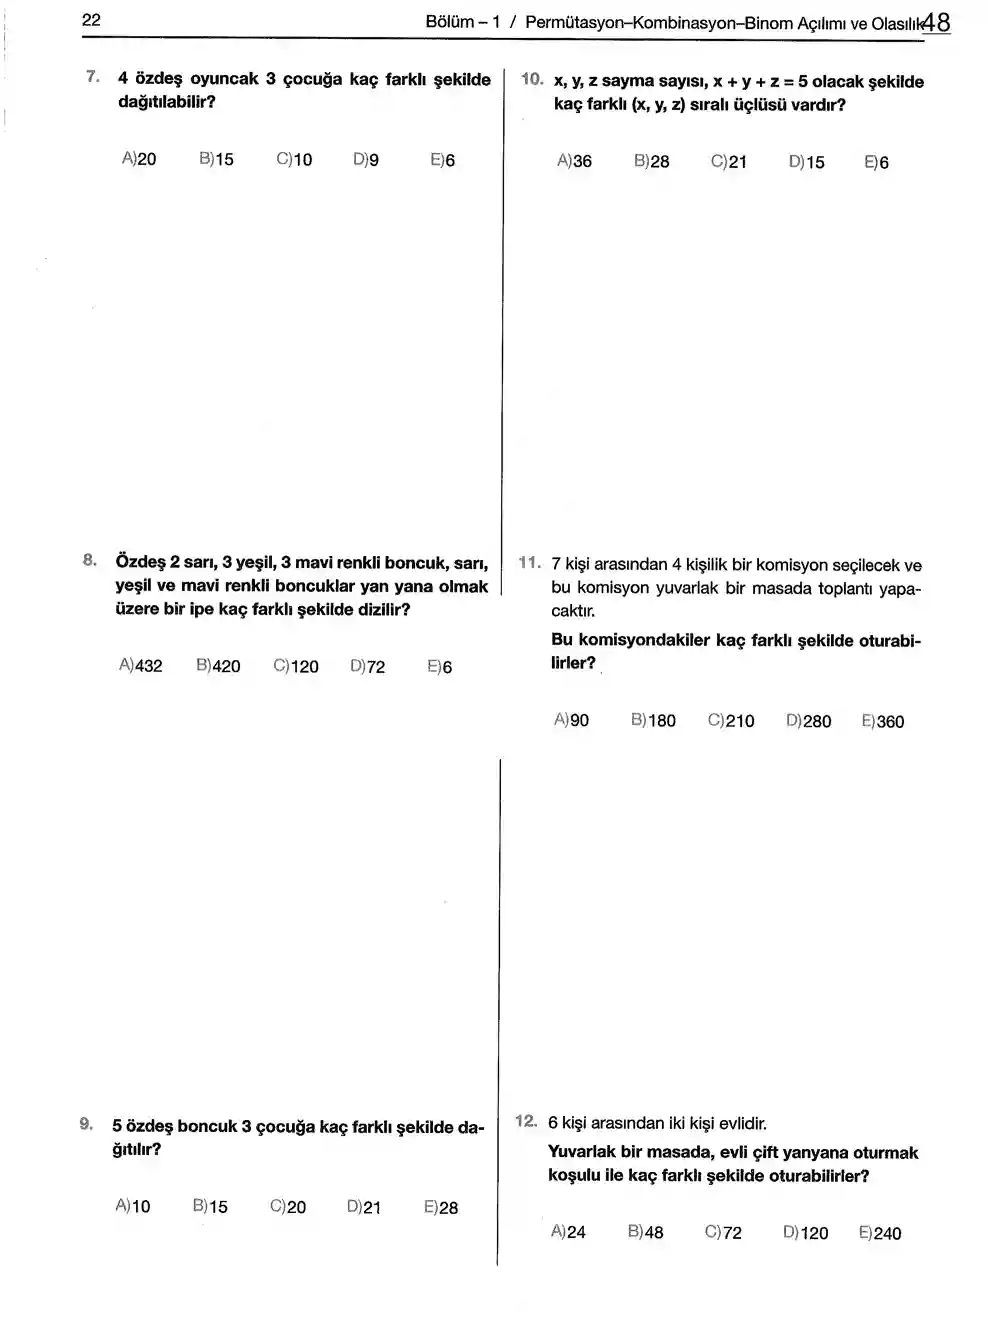 22
Bölüm – 1 / Permütasyon–Kombinasyon–Binom Açılımı ve Olasılık
48
7. 4 özdeş oyuncak 3 çocuğa kaç farklı şekilde
dağıtılabilir?
A)20 B)15 C)10 D)9 E)6
8. Özdeş 2 sarı, 3 yeşil, 3 mavi renkli boncuk, sarı,
yeşil ve mavi renkli boncuklar yan yana olmak
üzere bir ipe kaç farklı şekilde dizilir?
A)432 B)420 C)120 D)72 E)6
9. 5 özdeş boncuk 3 çocuğa kaç farklı şekilde da-
ğıtılır?
A)10 B)15 C)20 D)21 E)28
10. x, y, z sayma sayısı, x + y + z = 5 olacak şekilde
kaç farklı (x, y, z) sıralı üçlüsü vardır?
A)36 B)28 C)21 D)15 E)6
11. 7 kişi arasından 4 kişilik bir komisyon seçilecek ve
bu komisyon yuvarlak bir masada toplantı yapa-
caktır.
Bu komisyondakiler kaç farklı şekilde oturabi-
lirler?
A)90 B)180 C)210 D)280 E)360
12. 6 kişi arasından iki kişi evlidir.
Yuvarlak bir masada, evli çift yanyana oturmak
koşulu ile kaç farklı şekilde oturabilirler?
A)24 B)48 C)72 D)120 E)240